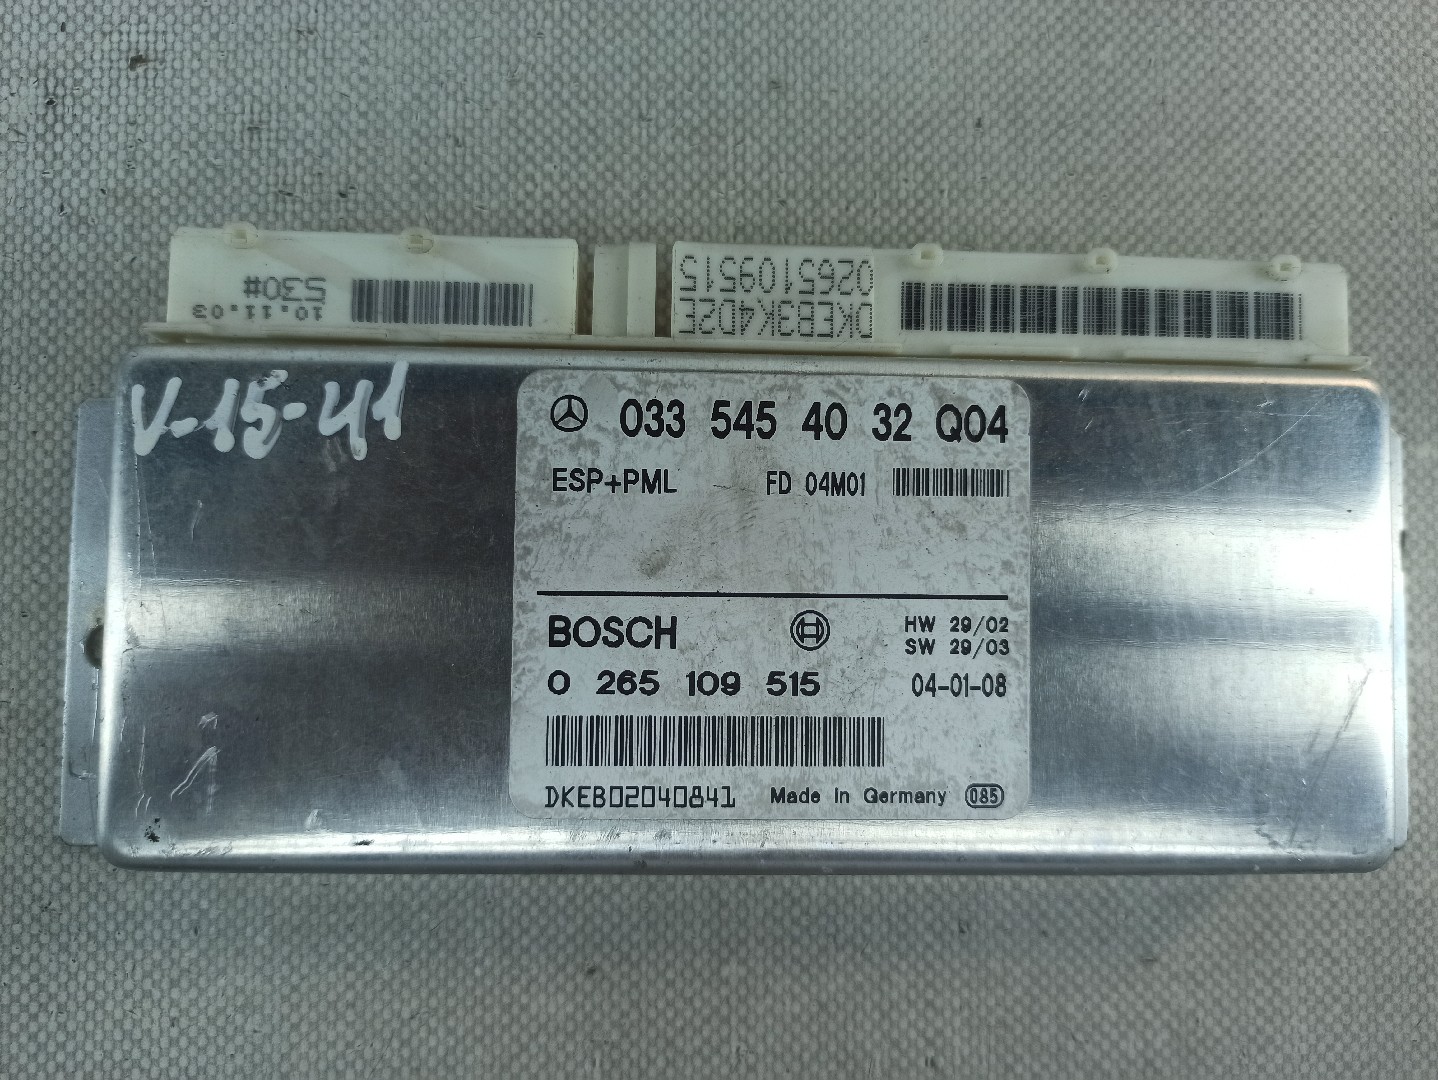 530#
10.11.03
0265109515
DKEB3K4D2E
V-15-41
033 545 40 32 Q04
ESP+PML FD 04M01
BOSCH HW 29/02
SW 29/03
0 265 109 515 04-01-08
DKEB02040841 Made in Germany 085